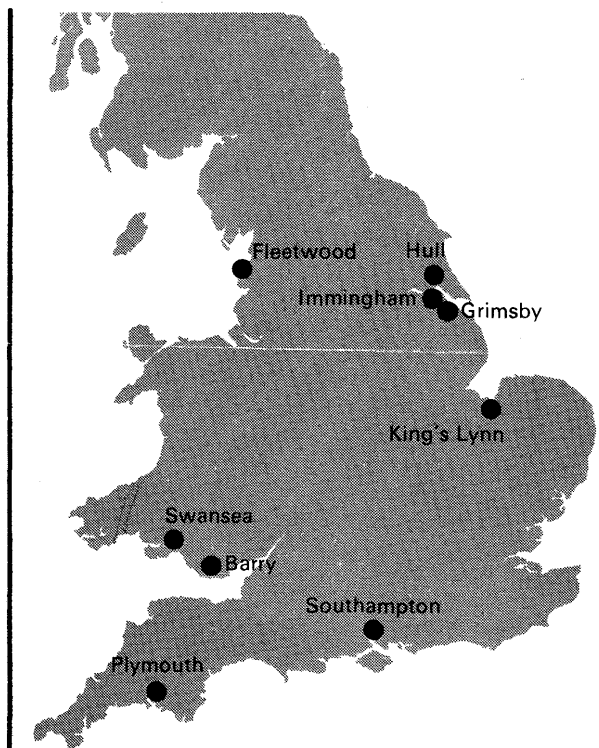 Fleetwood
Hull
Immingham
Grimsby
King's Lynn
Swansea
Barry
Southampton
Plymouth